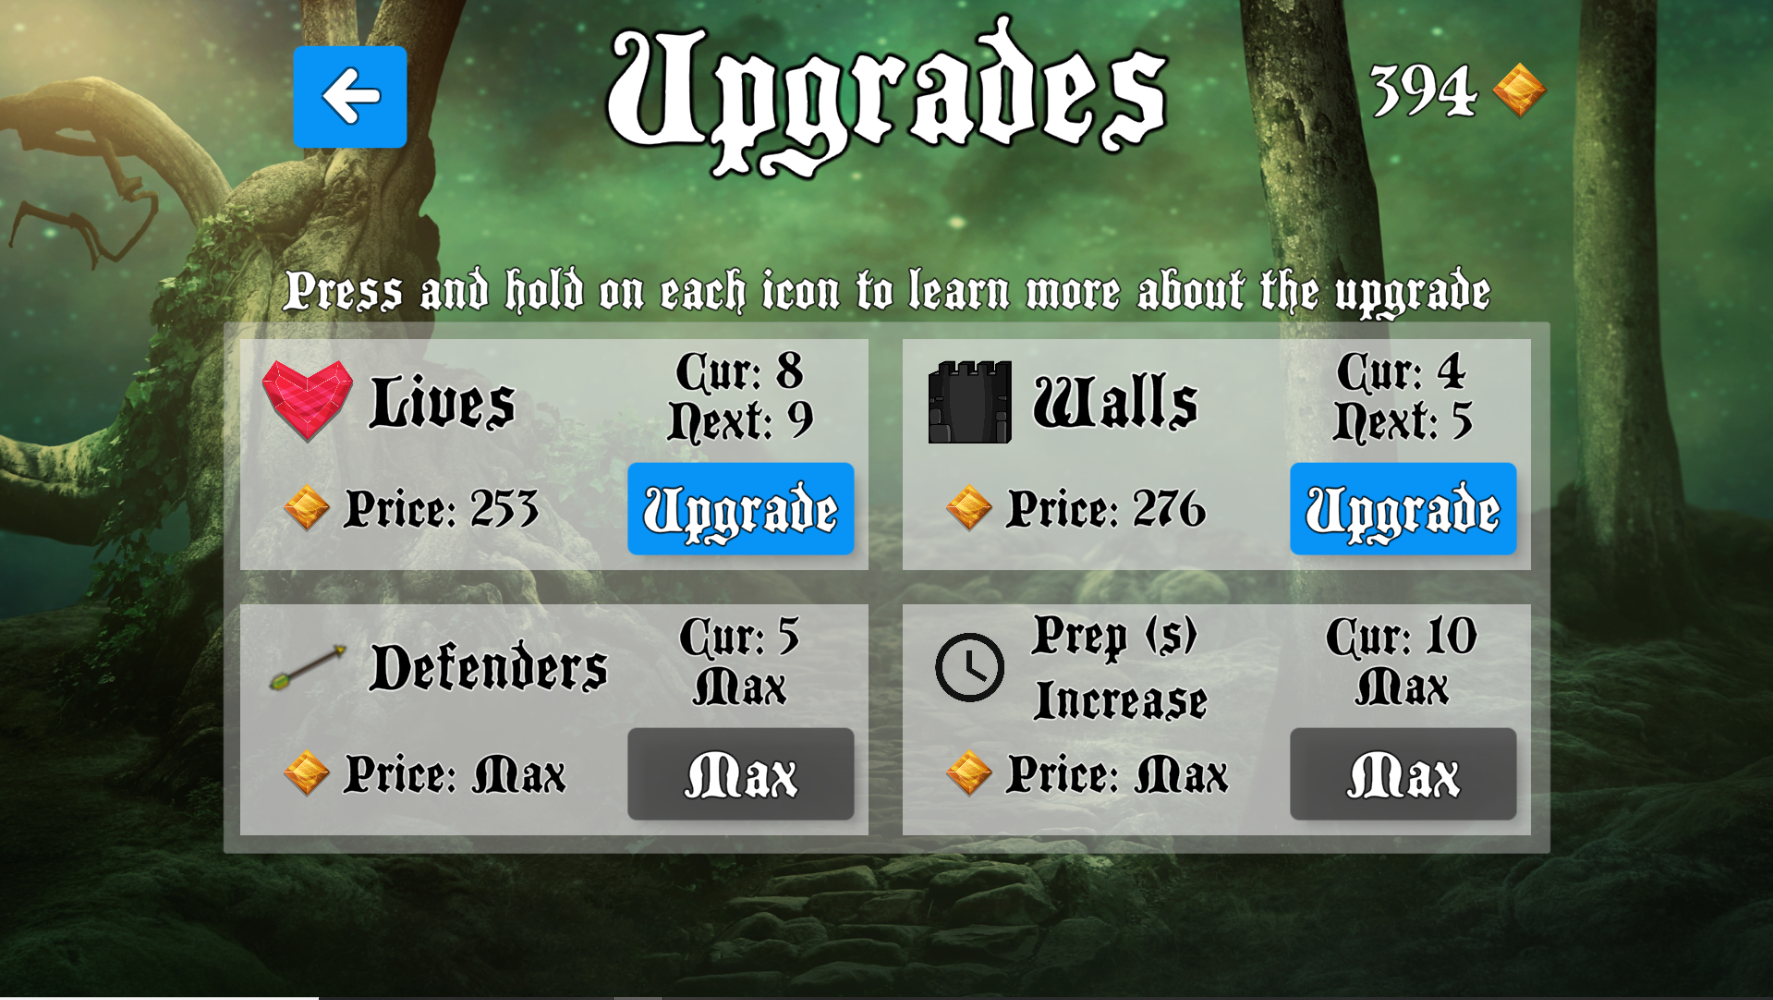 Upgrades
394
Press and hold on each icon to learn more about the upgrade
Lives
Cur: 8
Next: 9
Price: 253
Upgrade
Walls
Cur: 4
Next: 5
Price: 276
Upgrade
Defenders
Cur: 5
Max
Price: Max
Max
Prep (s)
Increase
Cur: 10
Max
Price: Max
Max